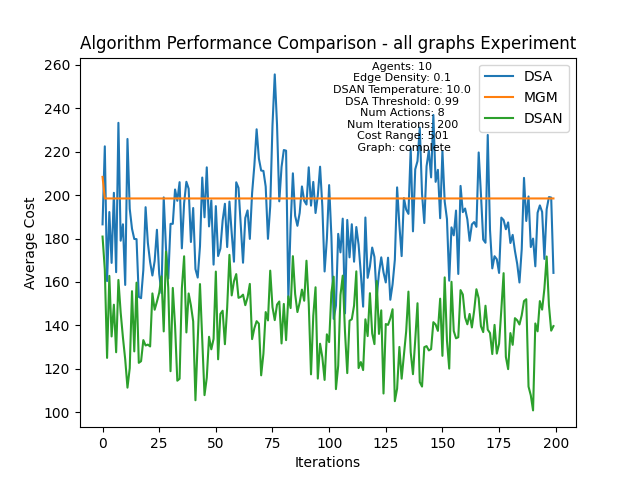 Algorithm Performance Comparison - all graphs Experiment
Agents: 10
Edge Density: 0.1
DSAN Temperature: 10.0
DSA Threshold: 0.99
Num Actions: 8
Num Iterations: 200
Cost Range: 501
Graph: complete
DSA
MGM
DSAN
260
240
220
200
180
160
140
120
100
Average Cost
0
25
50
75
100
125
150
175
200
Iterations